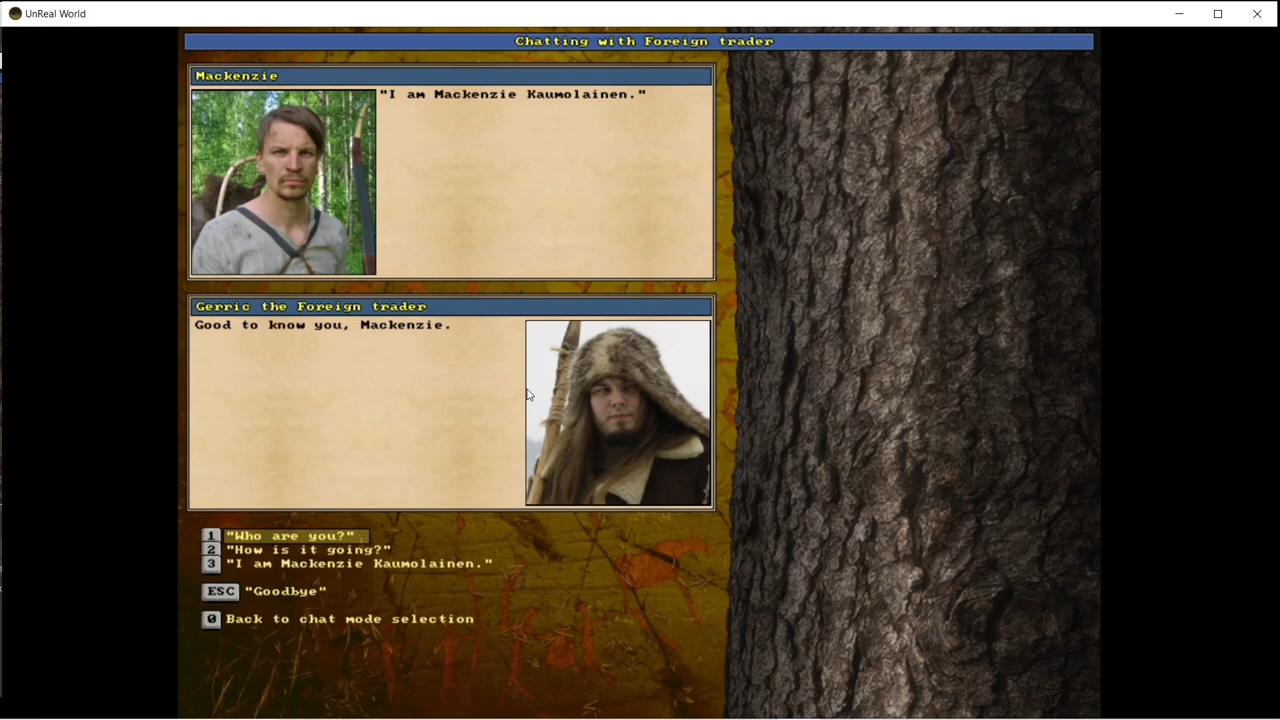 UnReal World
Chatting with Foreign trader
Mackenzie
"I am Mackenzie Kaumolainen."
Gerric the Foreign trader
Good to know you, Mackenzie.
1 "Who are you?"
2 "How is it going?"
3 "I am Mackenzie Kaumolainen."
ESC "Goodbye"
0 Back to chat mode selection